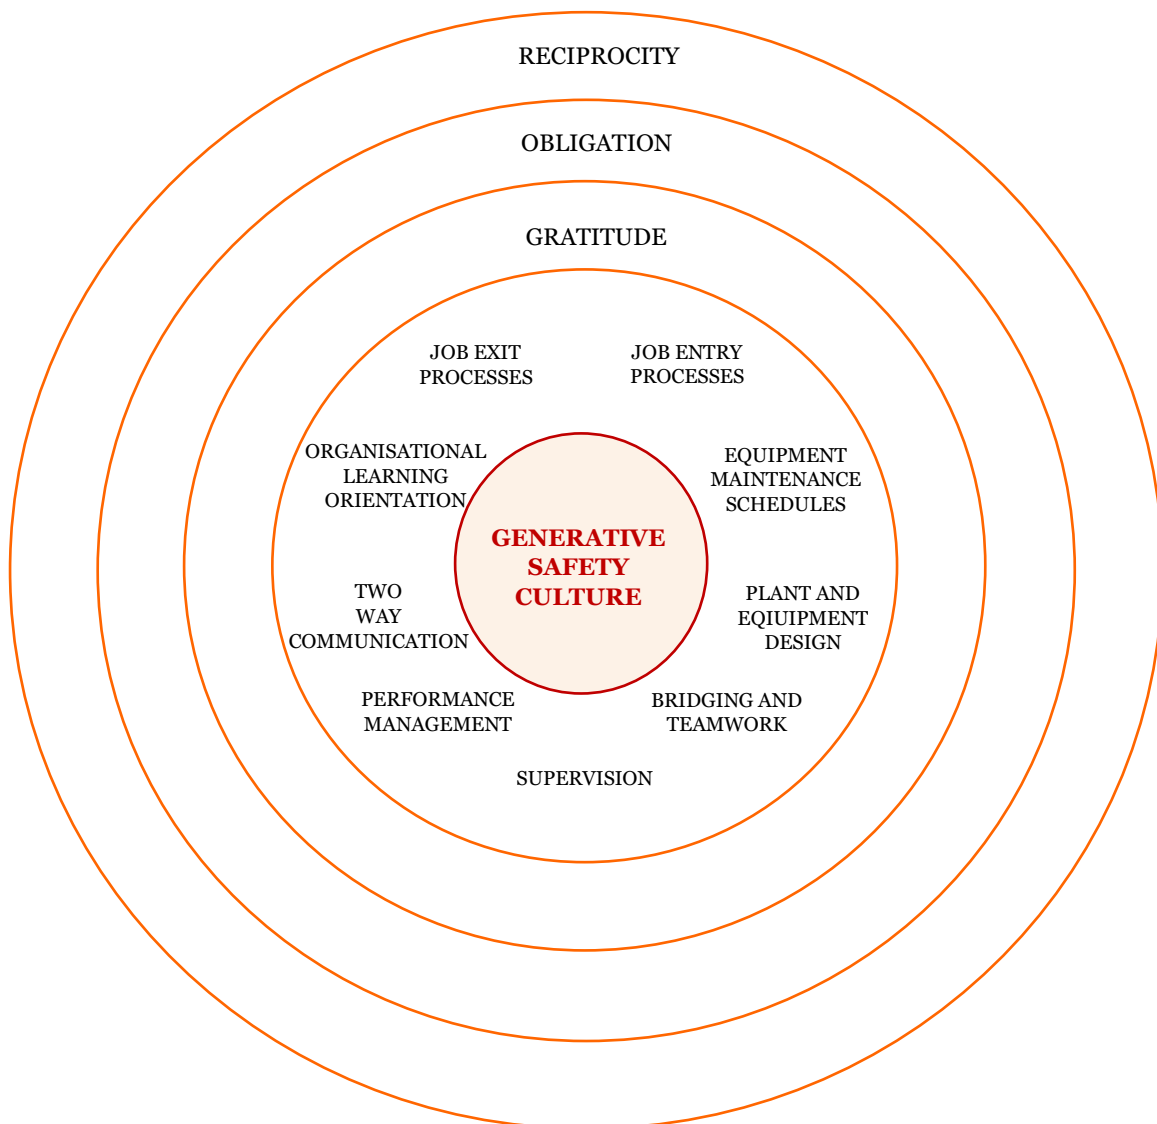 RECIPROCITY
OBLIGATION
GRATITUDE
JOB EXIT
PROCESSES
JOB ENTRY
PROCESSES
ORGANISATIONAL
LEARNING
ORIENTATION
EQUIPMENT
MAINTENANCE
SCHEDULES
GENERATIVE
SAFETY
CULTURE
TWO
WAY
COMMUNICATION
PLANT AND
EQIUIPMENT
DESIGN
PERFORMANCE
MANAGEMENT
BRIDGING AND
TEAMWORK
SUPERVISION